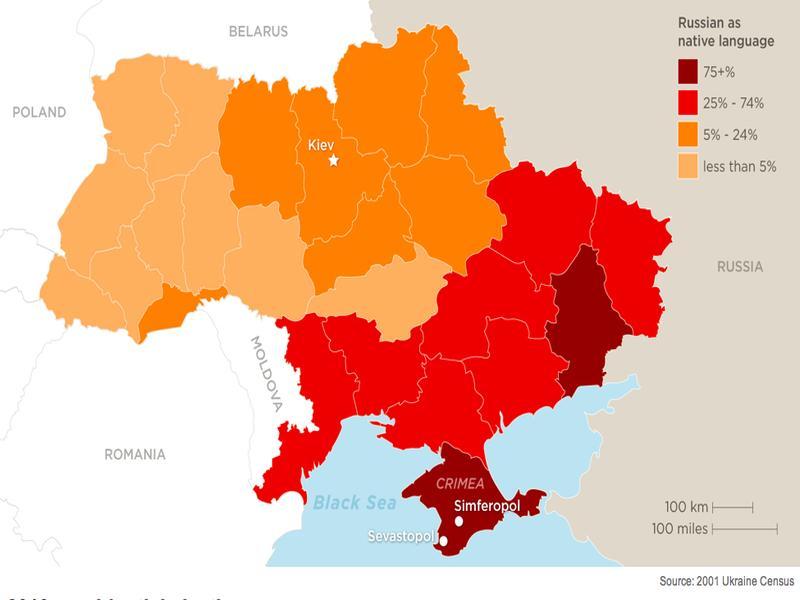 BELARUS
Russian as
native language
75+%
25% - 74%
5% - 24%
less than 5%
POLAND
Kiev
RUSSIA
MOLDOVA
ROMANIA
CRIMEA
Black Sea
Simferopol
Sevastopol
100 km
100 miles
Source: 2001 Ukraine Census